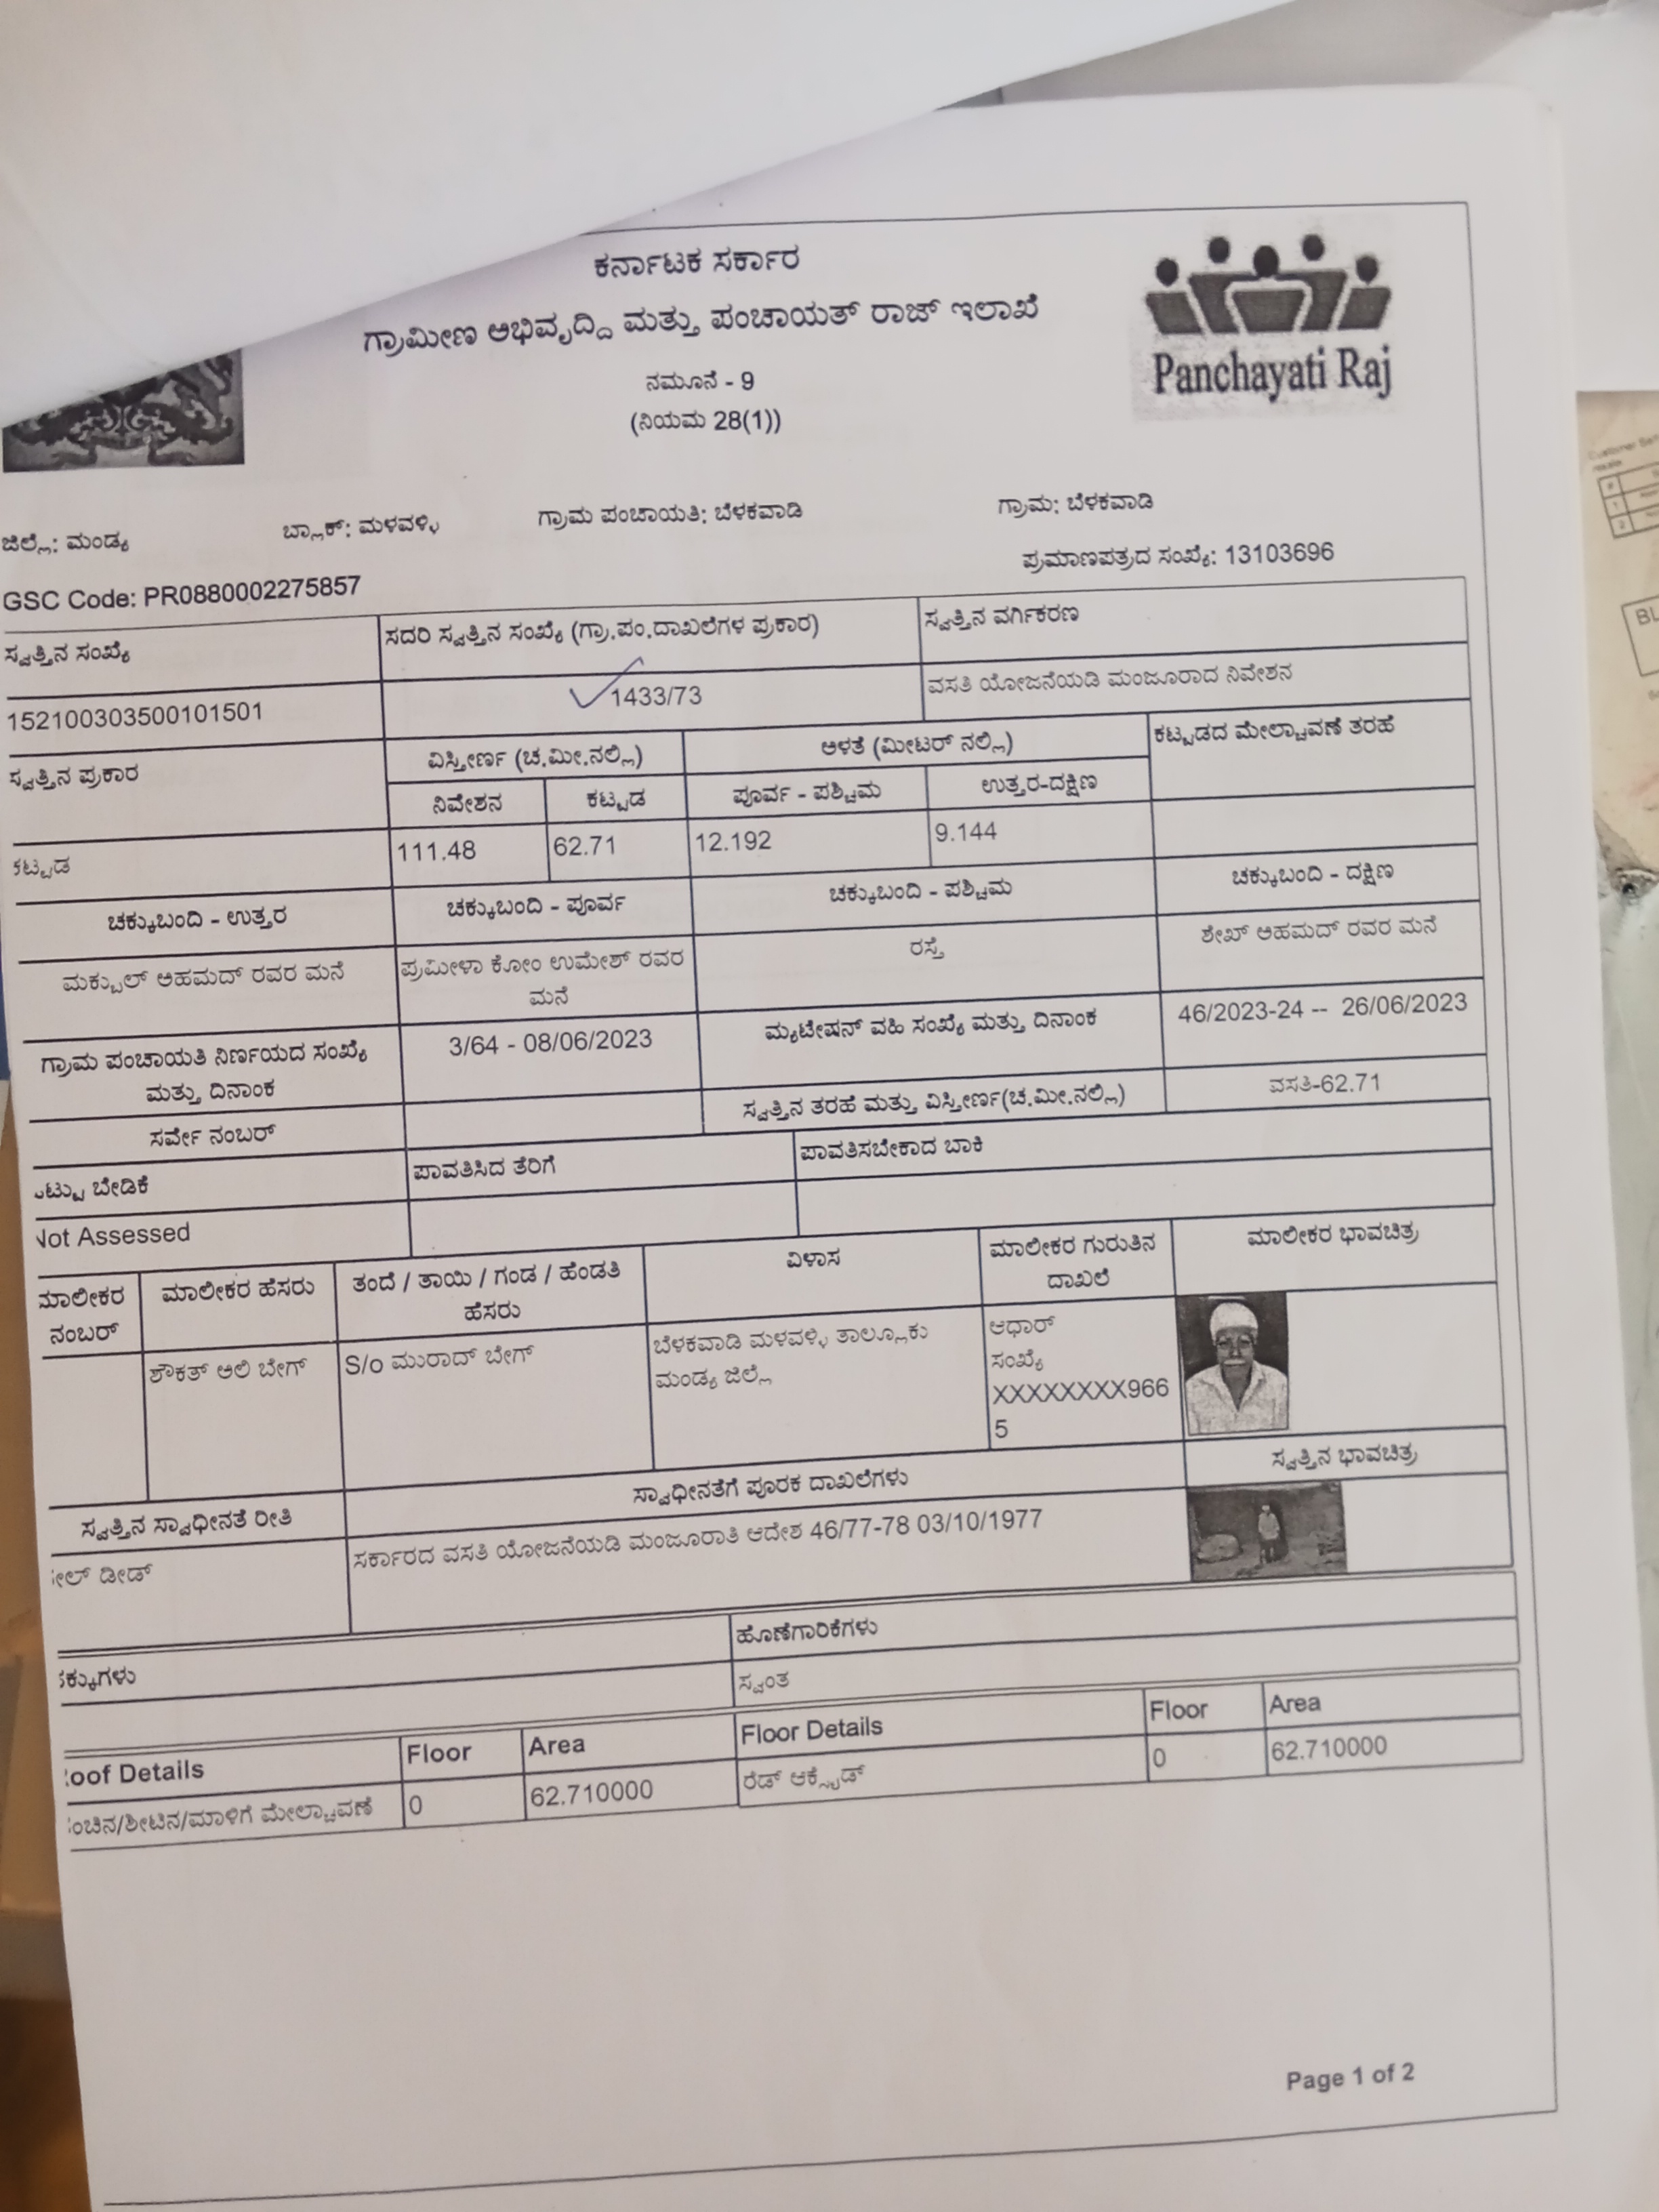 ಕರ್ನಾಟಕ ಸರ್ಕಾರ
ಗ್ರಾಮೀಣ ಅಭಿವೃದ್ದಿ ಮತ್ತು ಪಂಚಾಯತ್ ರಾಜ್ ಇಲಾಖೆ
Panchayati Raj
ನಮೂನೆ - 9
(ನಿಯಮ 28(1))
ಜಿಲ್ಲೆ: ಮಂಡ್ಯ ಬ್ಲಾಕ್: ಮಳವಳ್ಳಿ ಗ್ರಾಮ ಪಂಚಾಯತಿ: ಬೆಳಕವಾಡಿ ಗ್ರಾಮ: ಬೆಳಕವಾಡಿ
GSC Code: PR0880002275857 ಪ್ರಮಾಣಪತ್ರದ ಸಂಖ್ಯೆ: 13103696
ಸ್ವತ್ತಿನ ಸಂಖ್ಯೆ ಸದರಿ ಸ್ವತ್ತಿನ ಸಂಖ್ಯೆ (ಗ್ರಾ.ಪಂ.ದಾಖಲೆಗಳ ಪ್ರಕಾರ) ಸ್ವತ್ತಿನ ವರ್ಗಿಕರಣ
152100303500101501 1433/73 ವಸತಿ ಯೋಜನೆಯಡಿ ಮಂಜೂರಾದ ನಿವೇಶನ
ಸ್ವತ್ತಿನ ಪ್ರಕಾರ ವಿಸ್ತೀರ್ಣ (ಚ.ಮೀ.ನಲ್ಲಿ) ಅಳತೆ (ಮೀಟರ್ ನಲ್ಲಿ) ಕಟ್ಟಡದ ಮೇಲ್ಚಾವಣೆ ತರಹೆ
ನಿವೇಶನ ಕಟ್ಟಡ ಪೂರ್ವ - ಪಶ್ಚಿಮ ಉತ್ತರ-ದಕ್ಷಿಣ
ಕಟ್ಟಡ 111.48 62.71 12.192 9.144
ಚಕ್ಕುಬಂದಿ - ಉತ್ತರ ಚಕ್ಕುಬಂದಿ - ಪೂರ್ವ ಚಕ್ಕುಬಂದಿ - ಪಶ್ಚಿಮ ಚಕ್ಕುಬಂದಿ - ದಕ್ಷಿಣ
ಮಕ್ಬುಲ್ ಅಹಮದ್ ರವರ ಮನೆ ಪ್ರಮೀಳಾ ಕೋಂ ಉಮೇಶ್ ರವರ ರಸ್ತೆ ಶೇಖ್ ಅಹಮದ್ ರವರ ಮನೆ
ಮನೆ
ಗ್ರಾಮ ಪಂಚಾಯತಿ ನಿರ್ಣಯದ ಸಂಖ್ಯೆ 3/64 - 08/06/2023 ಮ್ಯಟೇಷನ್ ವಹಿ ಸಂಖ್ಯೆ ಮತ್ತು ದಿನಾಂಕ 46/2023-24 -- 26/06/2023
ಮತ್ತು ದಿನಾಂಕ
ಸರ್ವೇ ನಂಬರ್ ಸ್ವತ್ತಿನ ತರಹೆ ಮತ್ತು ವಿಸ್ತೀರ್ಣ(ಚ.ಮೀ.ನಲ್ಲಿ) ವಸತಿ-62.71
ಬೇಡಿಕೆ ಪಾವತಿಸಿದ ತೆರಿಗೆ ಪಾವತಿಸಬೇಕಾದ ಬಾಕಿ
Not Assessed
ಮಾಲೀಕರ ಮಾಲೀಕರ ಹೆಸರು ತಂದೆ / ತಾಯಿ / ಗಂಡ / ಹೆಂಡತಿ ವಿಳಾಸ ಮಾಲೀಕರ ಗುರುತಿನ ಮಾಲೀಕರ ಭಾವಚಿತ್ರ
ನಂಬರ್ ಹೆಸರು ದಾಖಲೆ
ಶೌಕತ್ ಅಲಿ ಬೇಗ್ S/o ಮುರಾದ್ ಬೇಗ್ ಬೆಳಕವಾಡಿ ಮಳವಳ್ಳಿ ತಾಲ್ಲೂಕು ಆಧಾರ್
ಮಂಡ್ಯ ಜಿಲ್ಲೆ ಸಂಖ್ಯೆ
XXXXXXXX966
5
ಸ್ವತ್ತಿನ ಸ್ವಾಧೀನತೆ ರೀತಿ ಸ್ವಾಧೀನತೆಗೆ ಪೂರಕ ದಾಖಲೆಗಳು ಸ್ವತ್ತಿನ ಭಾವಚಿತ್ರ
ಡೀಡ್ ಸರ್ಕಾರದ ವಸತಿ ಯೋಜನೆಯಡಿ ಮಂಜೂರಾತಿ ಆದೇಶ 46/77-78 03/10/1977
ಹಕ್ಕುಗಳು ಹೊಣೆಗಾರಿಕೆಗಳು
ಸ್ವಂತ
Roof Details Floor Area Floor Details Floor Area
ಹಂಚಿನ/ಶೀಟಿನ/ಮಾಳಿಗೆ ಮೇಲ್ಚಾವಣೆ 0 62.710000 ರೆಡ್ ಆಕ್ಸೈಡ್ 0 62.710000
Page 1 of 2